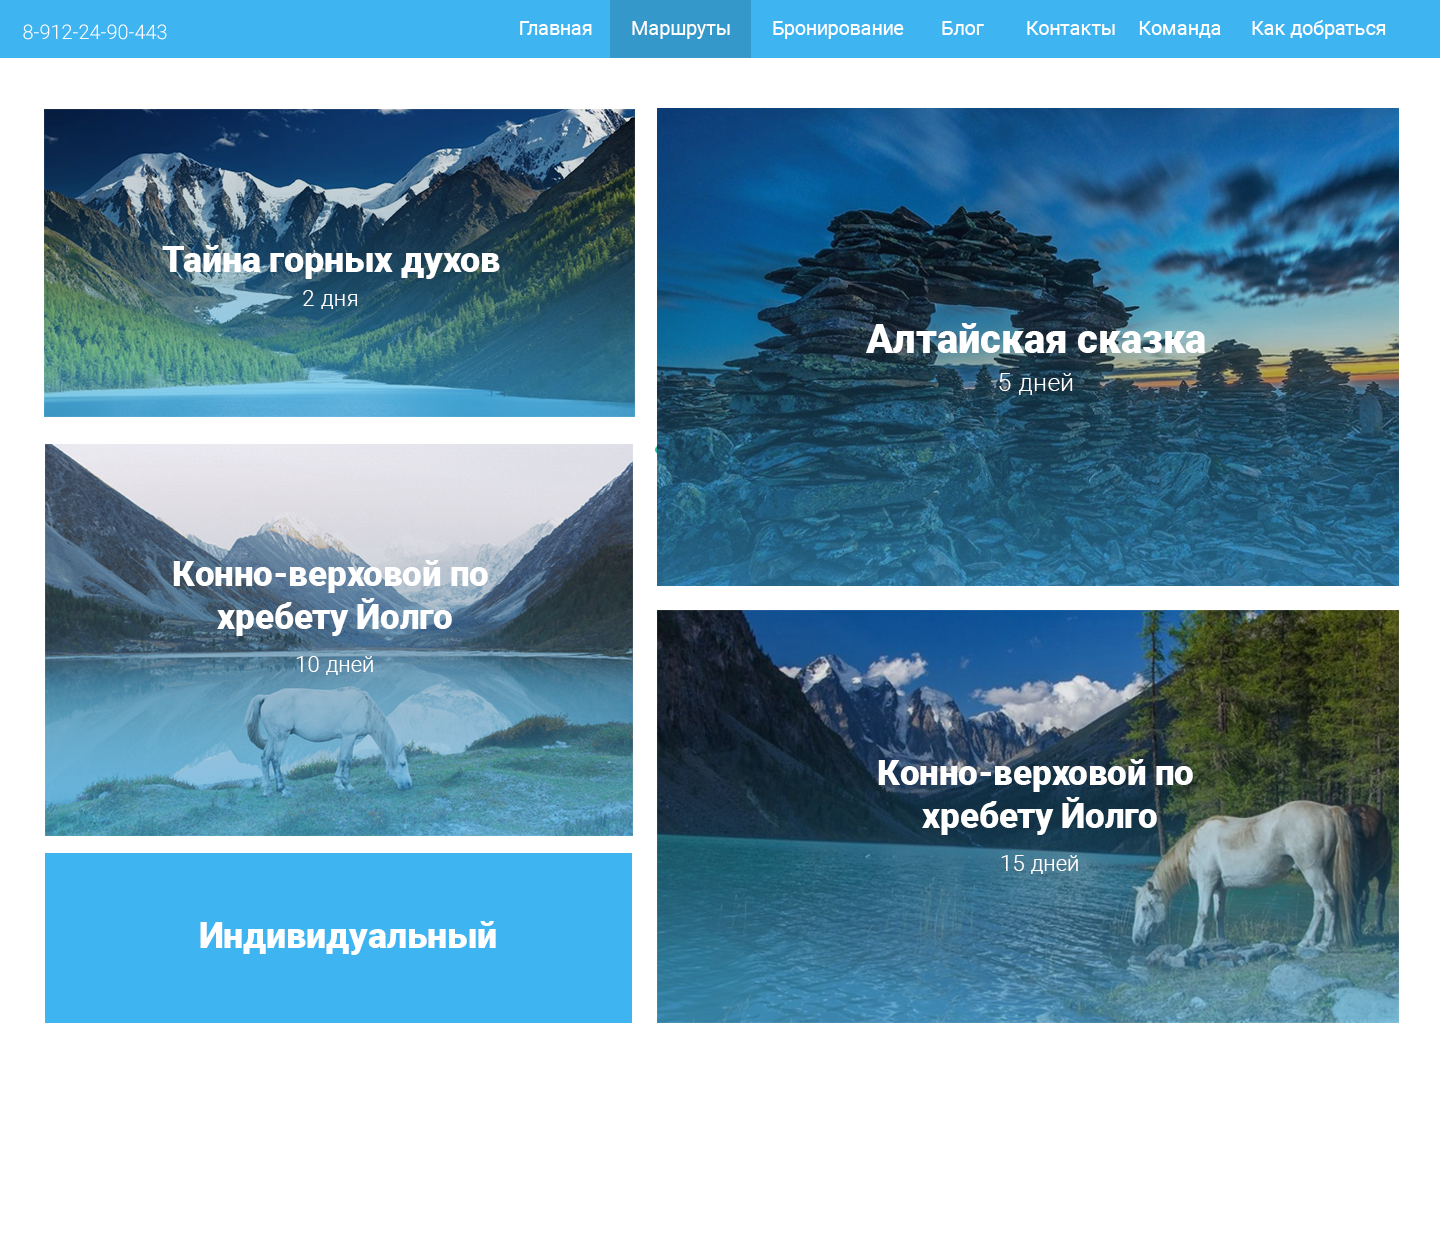 8-912-24-90-443
Главная
Маршруты
Бронирование
Блог
Контакты
Команда
Как добраться
Тайна горных духов
2 дня
Алтайская сказка
5 дней
Конно-верховой по
хребету Йолго
10 дней
Конно-верховой по
хребету Йолго
15 дней
Индивидуальный